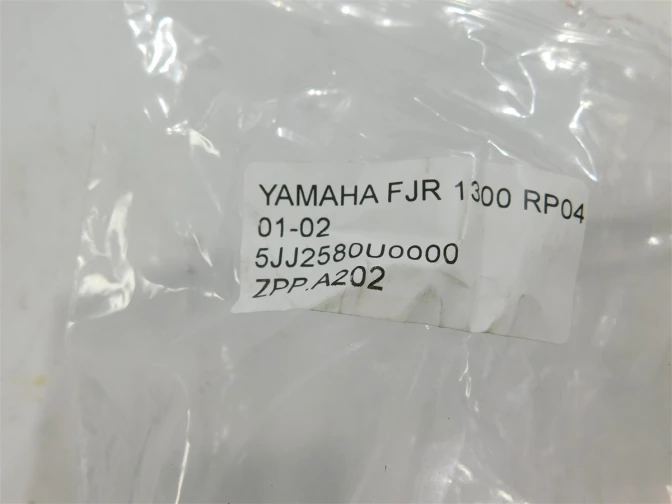 YAMAHA FJR 1300 RP04
01-02
5JJ2580U0000
ZPP.A202